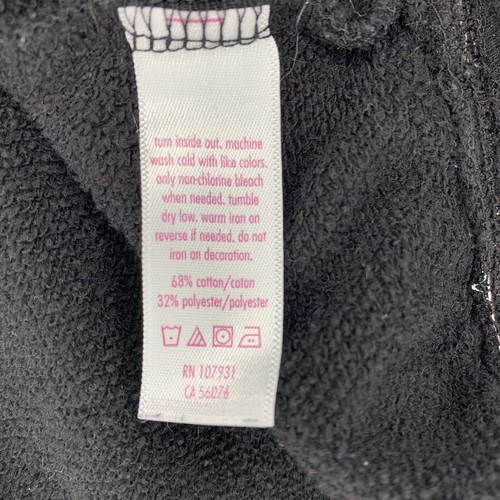 turn inside out. machine
wash cold with like colors.
only non-chlorine bleach
when needed. tumble
dry low. warm iron on
reverse if needed. do not
iron on decoration.
68% cotton/coton
32% polyester/polyester
RN 107931
CA 56076